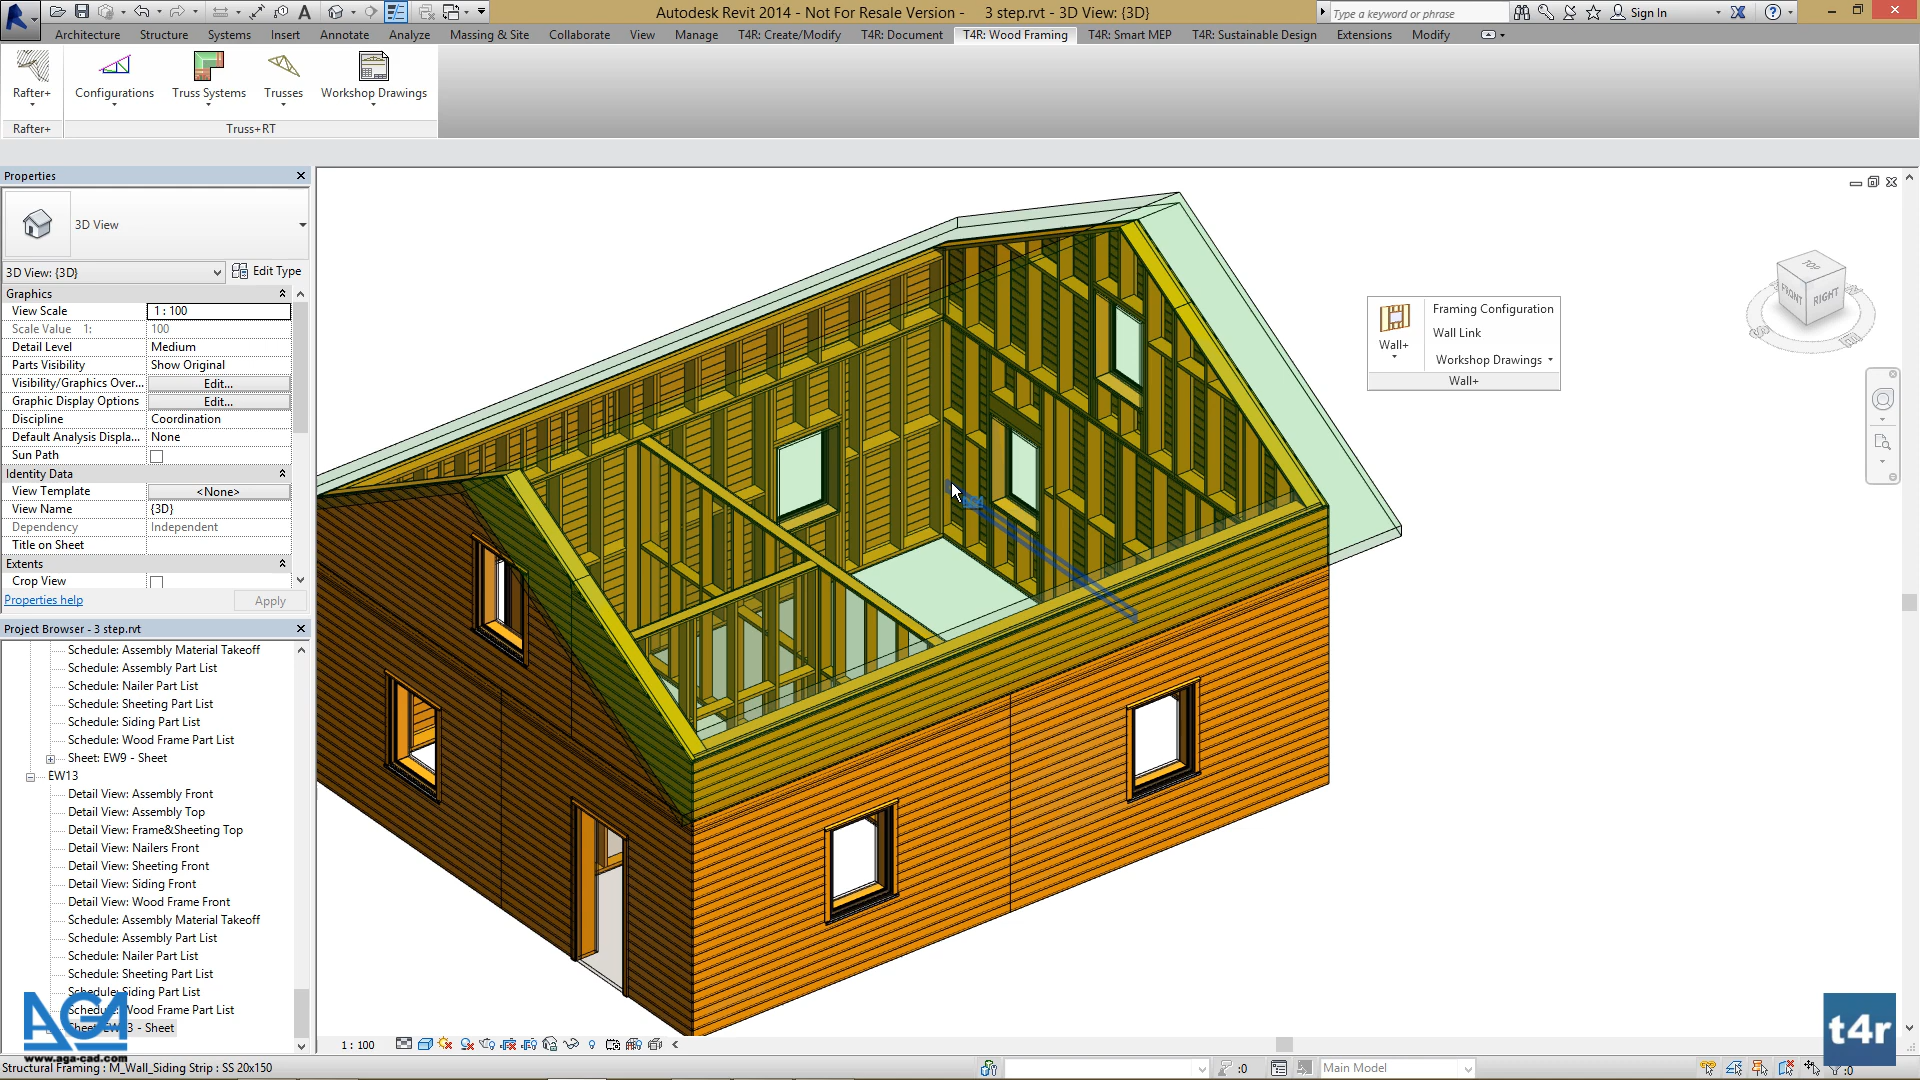 Autodesk Revit 2014 - Not For Resale Version - 3 step.rvt - 3D View: {3D}
Type a keyword or phrase
Sign In
Architecture Structure Systems Insert Annotate Analyze Massing & Site Collaborate View Manage T4R: Create/Modify T4R: Document T4R: Wood Framing T4R: Smart MEP T4R: Sustainable Design Extensions Modify
Rafter+ Configurations Truss Systems Trusses Workshop Drawings
Rafter+ Truss+RT
Properties
3D View
3D View: {3D} Edit Type
Graphics
View Scale 1 : 100
Scale Value 1: 100
Detail Level Medium
Parts Visibility Show Original
Visibility/Graphics Over... Edit...
Graphic Display Options Edit...
Discipline Coordination
Default Analysis Displa... None
Sun Path
Identity Data
View Template <None>
View Name {3D}
Dependency Independent
Title on Sheet
Extents
Crop View
Properties help Apply
Project Browser - 3 step.rvt
Schedule: Assembly Material Takeoff
Schedule: Assembly Part List
Schedule: Nailer Part List
Schedule: Sheeting Part List
Schedule: Siding Part List
Schedule: Wood Frame Part List
Sheet: EW9 - Sheet
EW13
Detail View: Assembly Front
Detail View: Assembly Top
Detail View: Frame&Sheeting Top
Detail View: Nailers Front
Detail View: Sheeting Front
Detail View: Siding Front
Detail View: Wood Frame Front
Schedule: Assembly Material Takeoff
Schedule: Assembly Part List
Schedule: Nailer Part List
Schedule: Sheeting Part List
Schedule: Siding Part List
Schedule: Wood Frame Part List
3 - Sheet
AGA
www.aga-cad.com
Structural Framing : M_Wall_Siding Strip : SS 20x150
Wall+
Framing Configuration
Wall Link
Workshop Drawings
Wall+
TOP
FRONT
RIGHT
1 : 100
:0
Main Model
:0
t4r